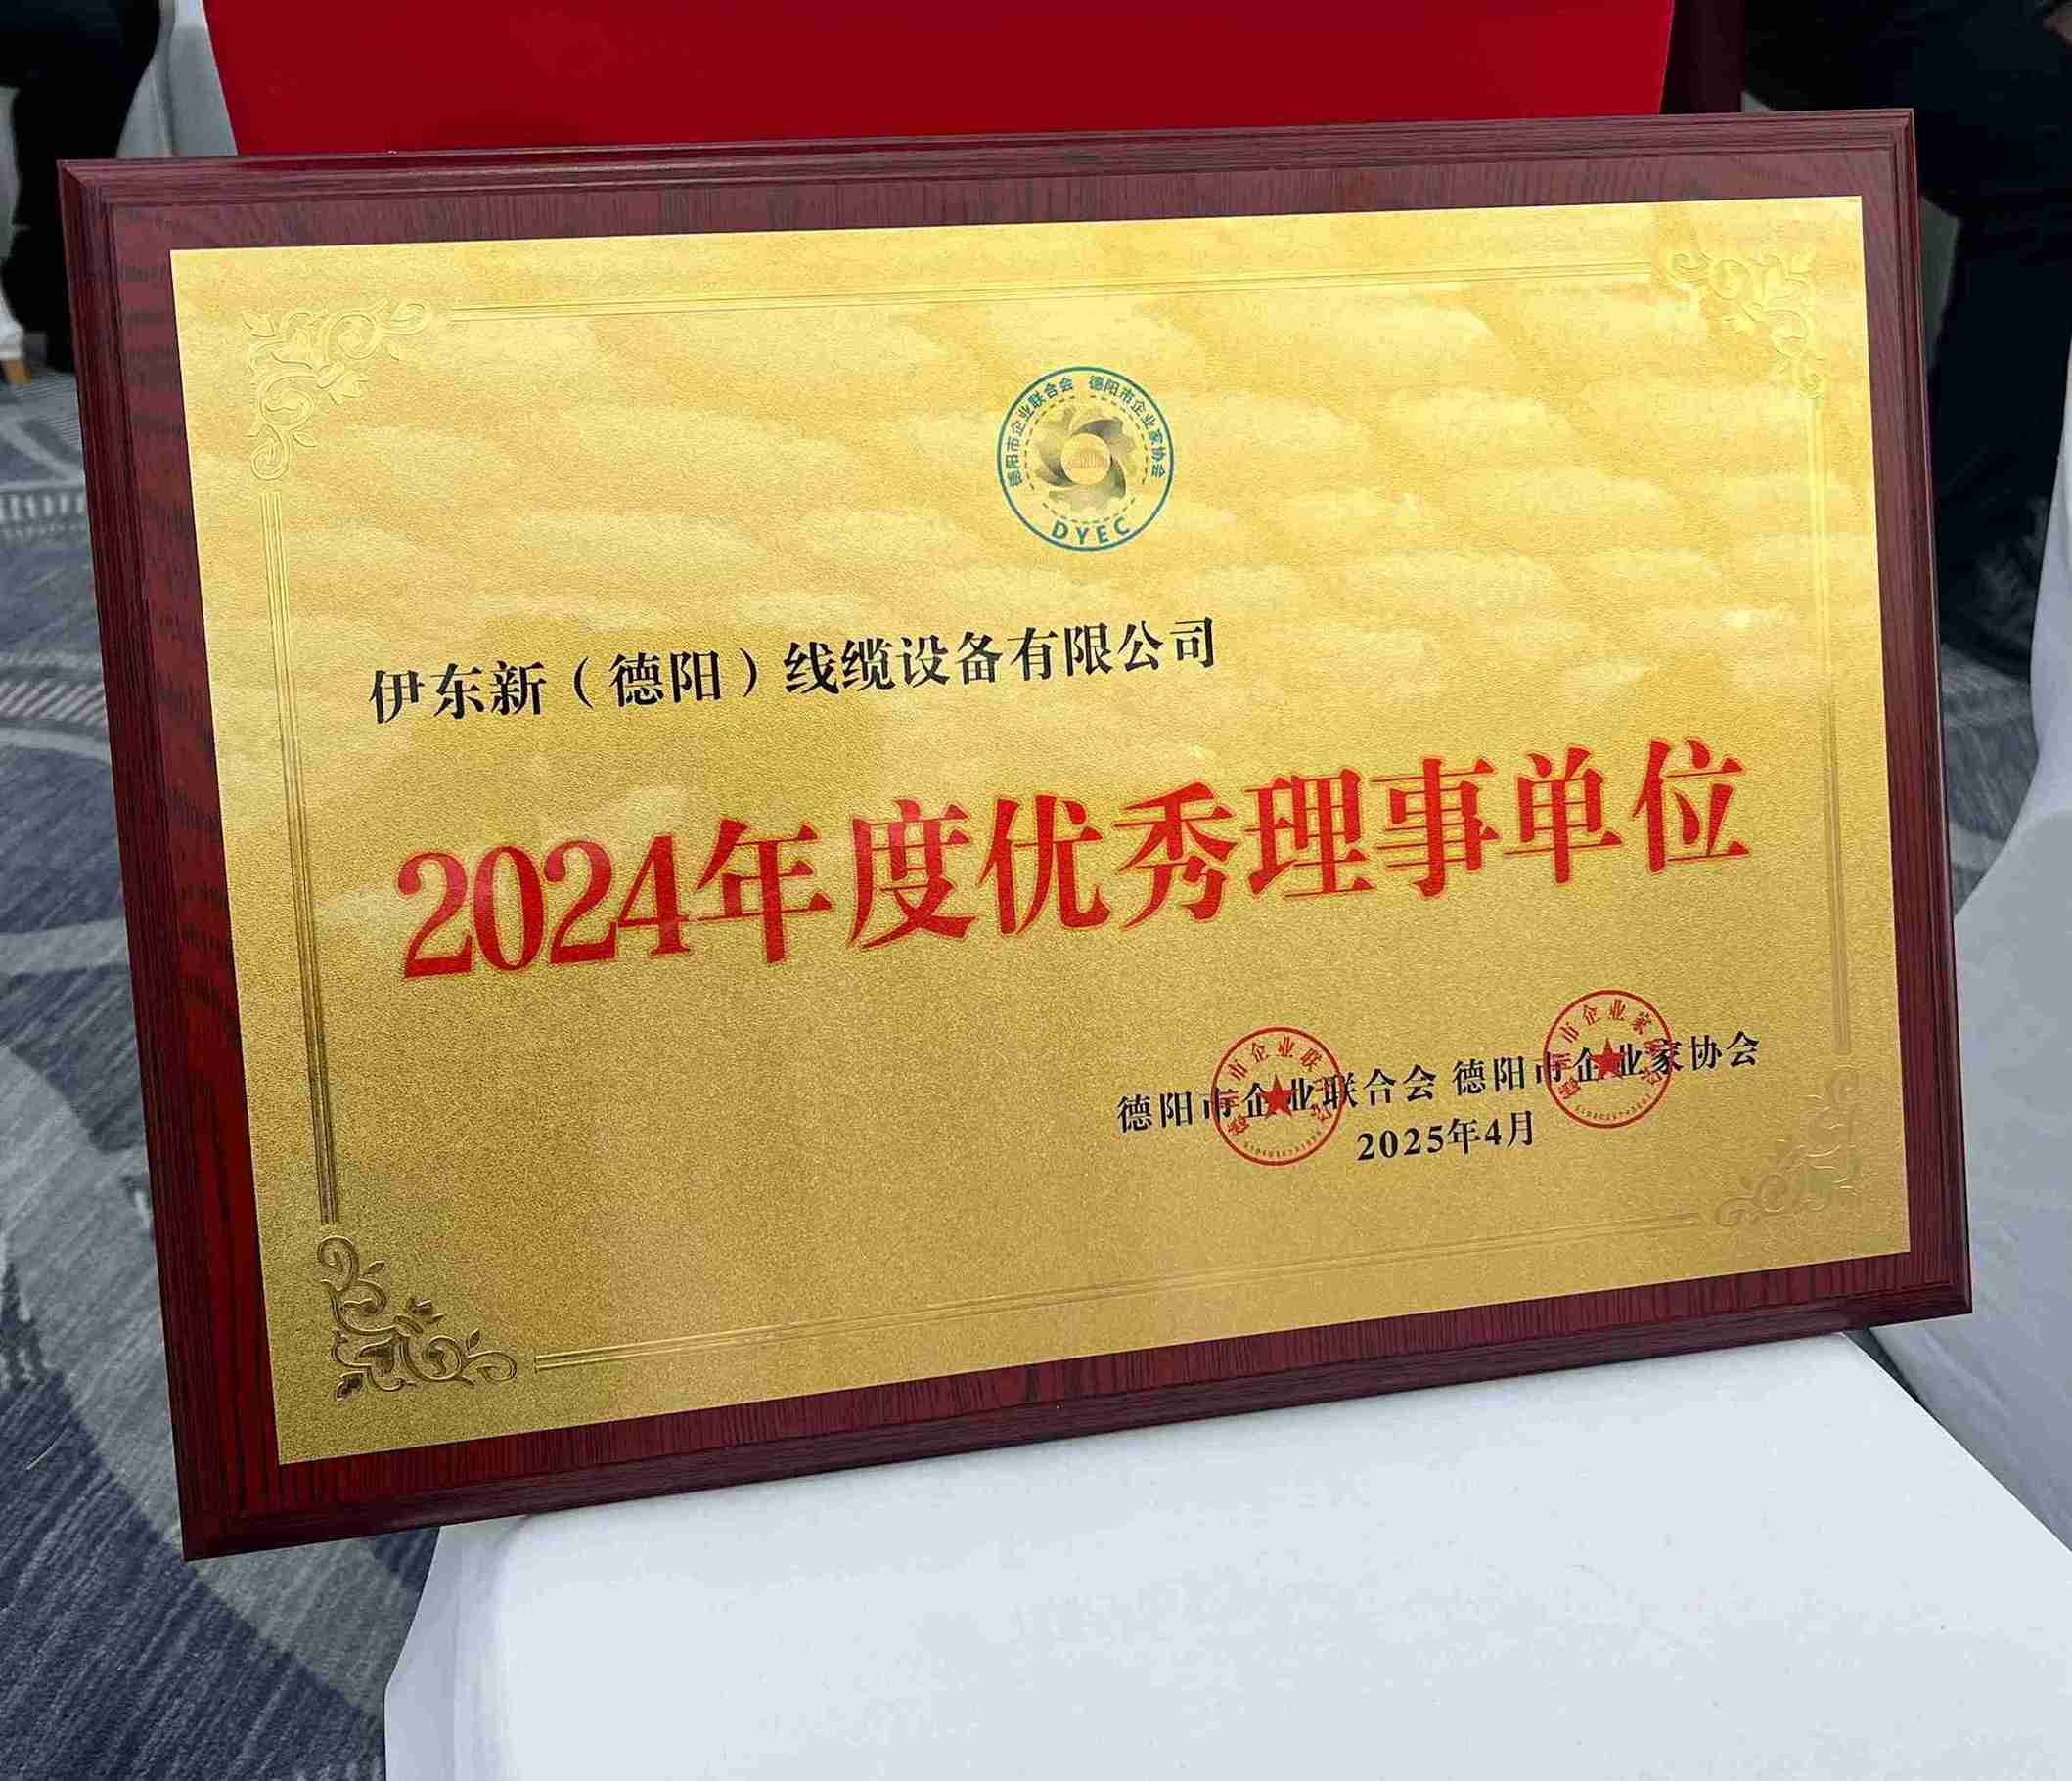 德阳市企业联合会 德阳市企业家协会
DYEC
伊东新（德阳）线缆设备有限公司
2024年度优秀理事单位
德阳市企业联合会 德阳市企业家协会
2025年4月